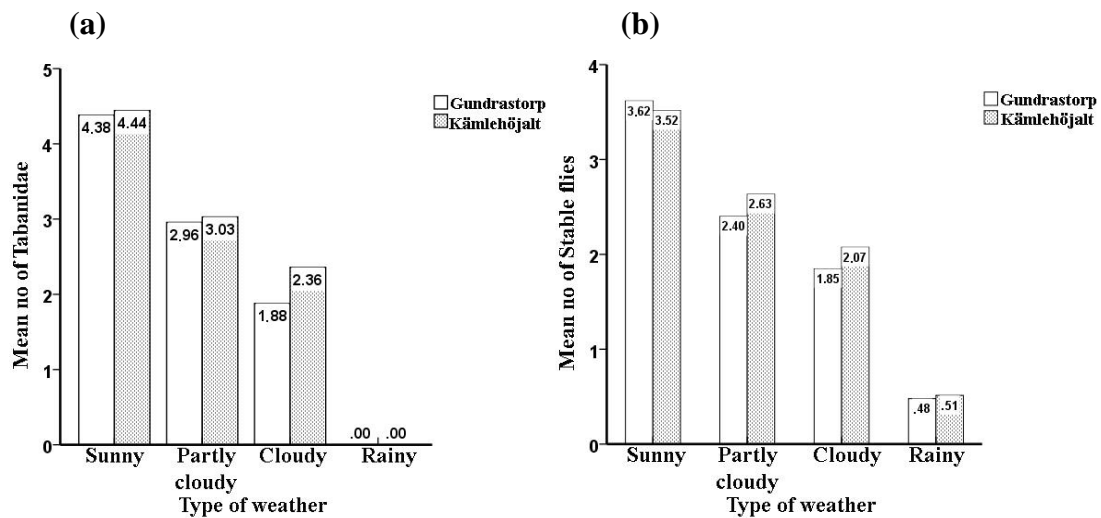 (a)
Mean no of Tabanidae
5
4
3
2
1
0
Gundrastorp
Kämlehöjalt
4.38
4.44
2.96
3.03
1.88
2.36
.00
.00
Sunny
Partly
cloudy
Cloudy
Rainy
Type of weather
(b)
Mean no of Stable flies
4
3
2
1
0
Gundrastorp
Kämlehöjalt
3.62
3.52
2.40
2.63
1.85
2.07
.48
.51
Sunny
Partly
cloudy
Cloudy
Rainy
Type of weather